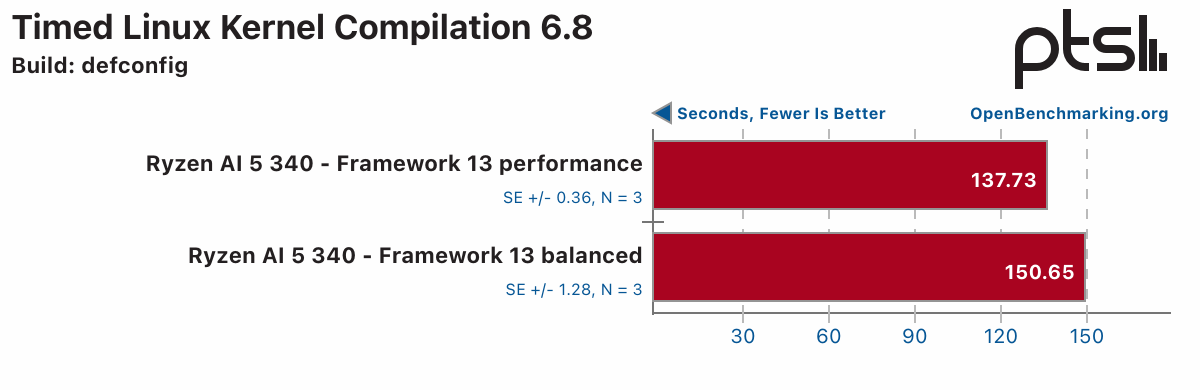 Timed Linux Kernel Compilation 6.8
Build: defconfig
pts
Seconds, Fewer Is Better
OpenBenchmarking.org
Ryzen AI 5 340 - Framework 13 performance
137.73
SE +/- 0.36, N = 3
Ryzen AI 5 340 - Framework 13 balanced
150.65
SE +/- 1.28, N = 3
30 60 90 120 150